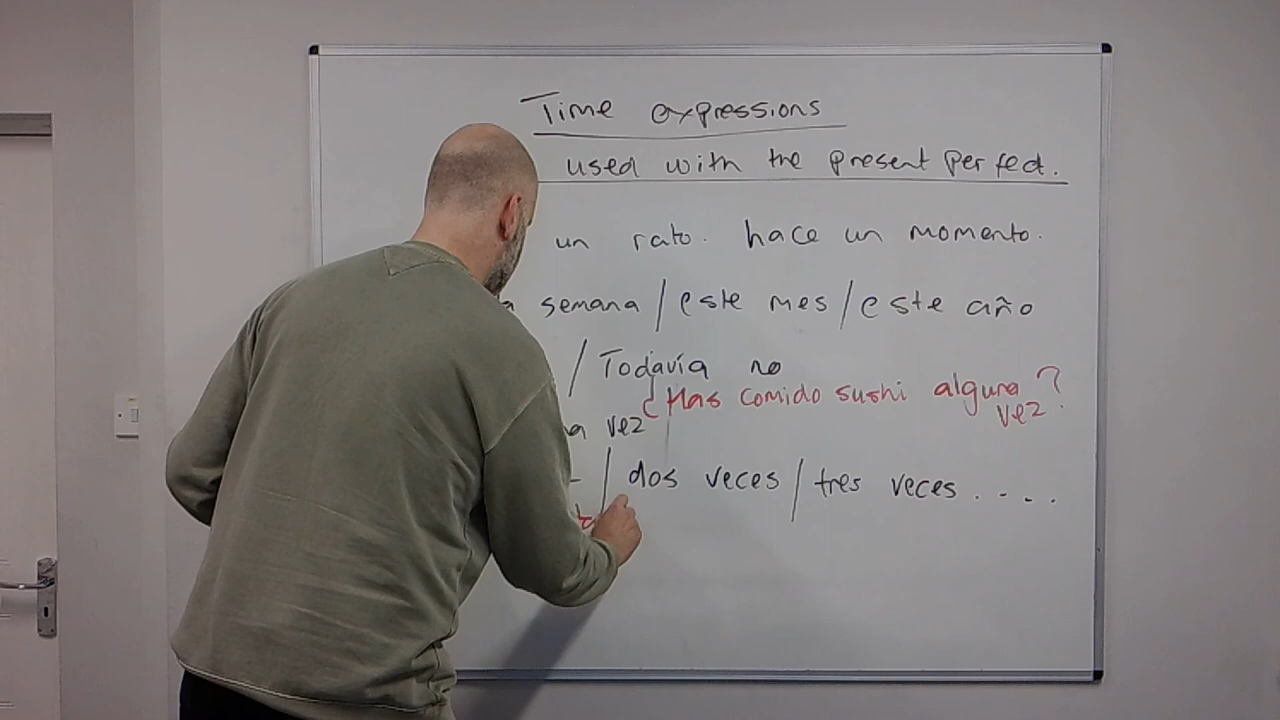 Time expressions
used with the present perfect.
un rato. hace un momento.
semana / este mes / este año
/ Todavía no
¿Has comido sushi alguna vez?
vez
/ dos veces / tres veces . . . .